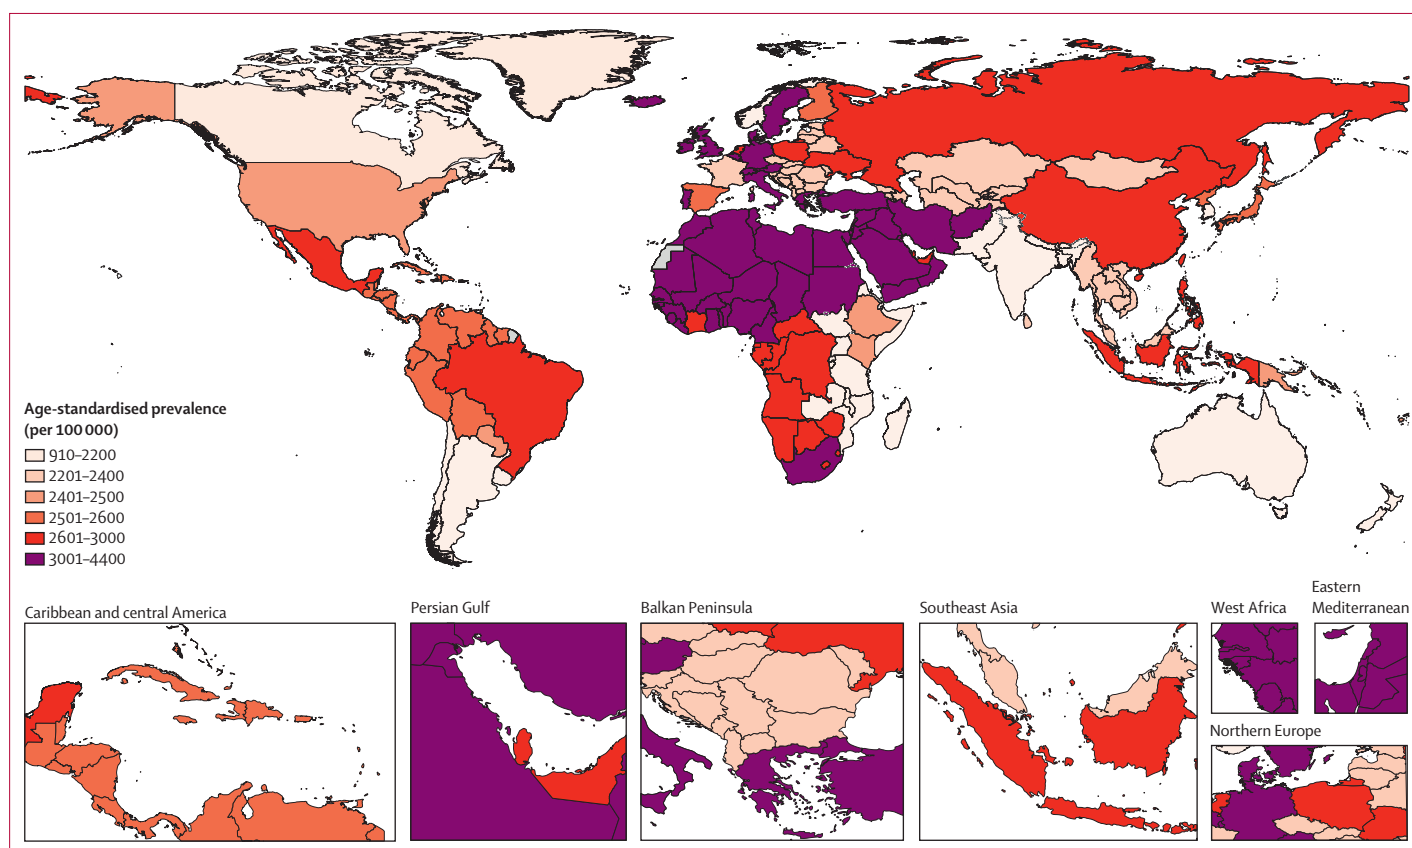 Age-standardised prevalence
(per 100 000)
910–2200
2201–2400
2401–2500
2501–2600
2601–3000
3001–4400
Caribbean and central America
Persian Gulf
Balkan Peninsula
Southeast Asia
West Africa
Eastern
Mediterranean
Northern Europe